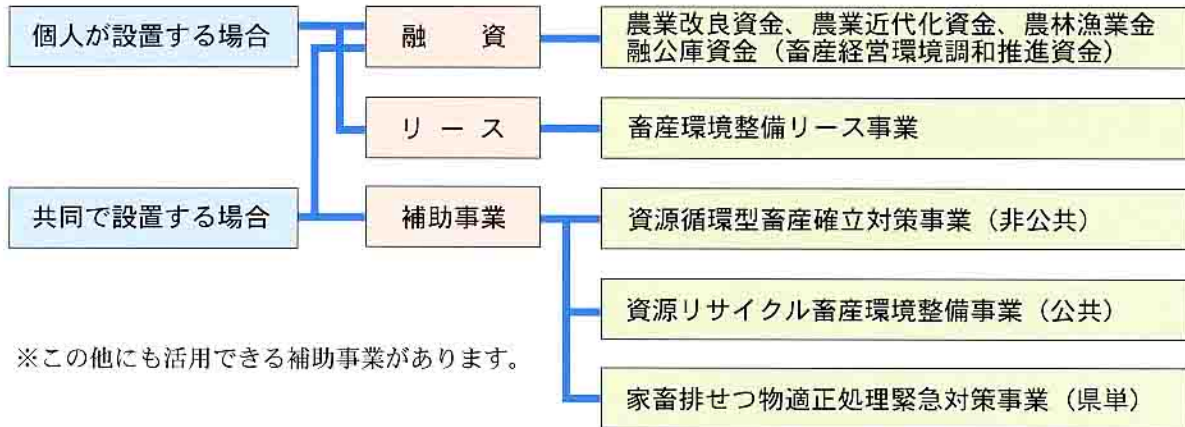 個人が設置する場合
融資
農業改良資金、農業近代化資金、農林漁業金
融公庫資金（畜産経営環境調和推進資金）
リース
畜産環境整備リース事業
共同で設置する場合
補助事業
資源循環型畜産確立対策事業（非公共）
資源リサイクル畜産環境整備事業（公共）
※この他にも活用できる補助事業があります。
家畜排せつ物適正処理緊急対策事業（県単）